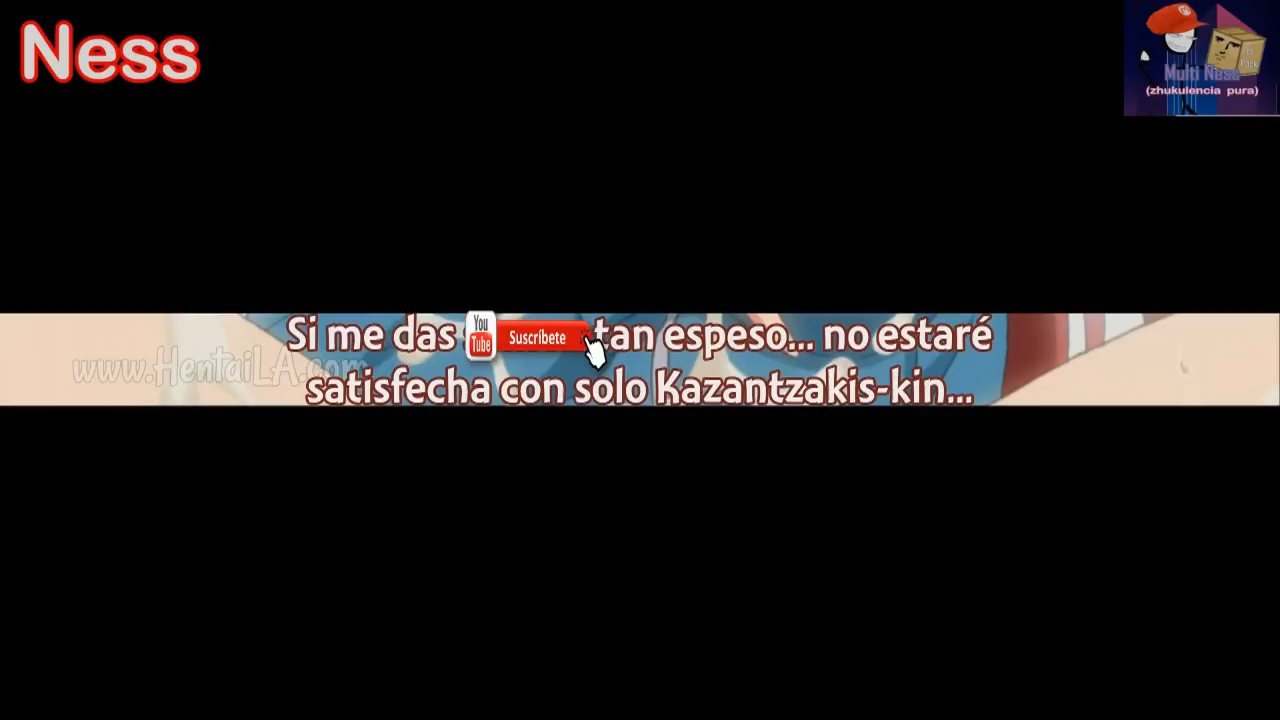 Ness
Multi Ness
(zhukulencia pura)
Si me das tan espeso... no estaré
You
Tube
Suscríbete
www.HentaiLA.com
satisfecha con solo Kazantzakis-kin...